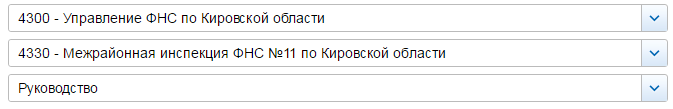 4300 - Управление ФНС по Кировской области
4330 - Межрайонная инспекция ФНС №11 по Кировской области
Руководство